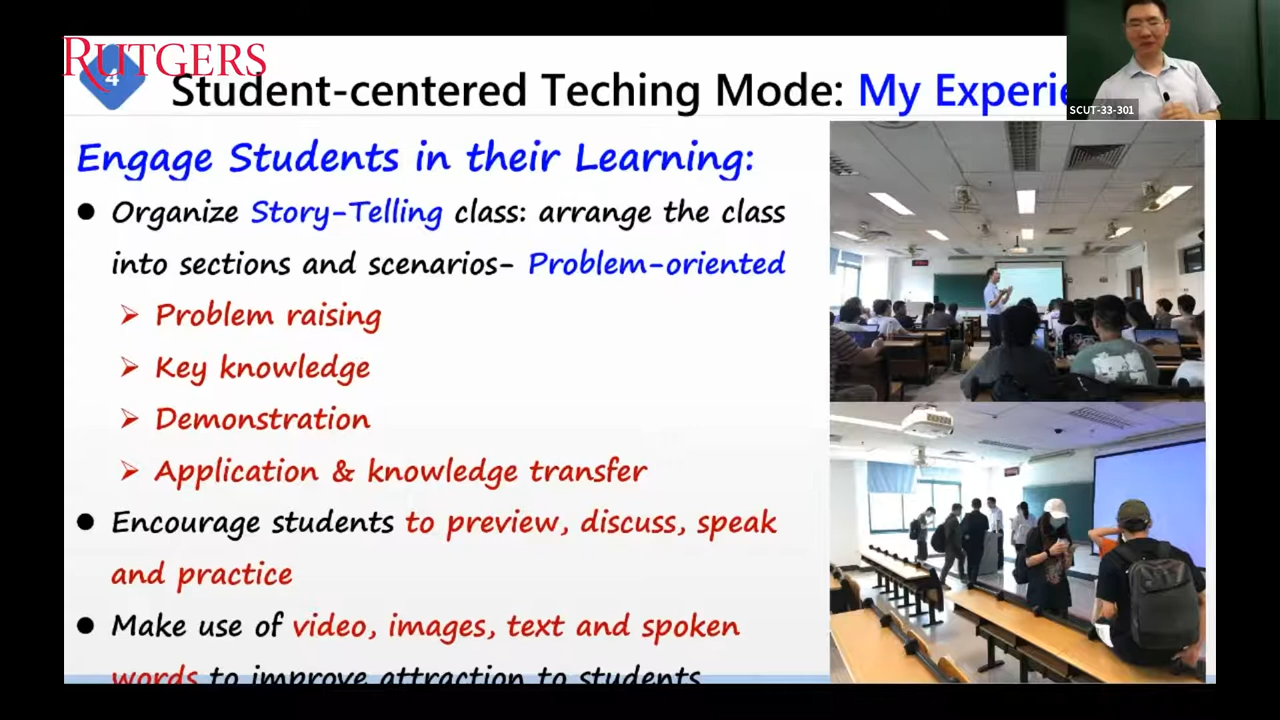 RUTGERS
4
Student-centered Teching Mode: My Experie
SCUT-33-301
Engage Students in their Learning:
● Organize Story-Telling class: arrange the class
into sections and scenarios- Problem-oriented
➢ Problem raising
➢ Key knowledge
➢ Demonstration
➢ Application & knowledge transfer
● Encourage students to preview, discuss, speak
and practice
● Make use of video, images, text and spoken
words to improve attraction to students